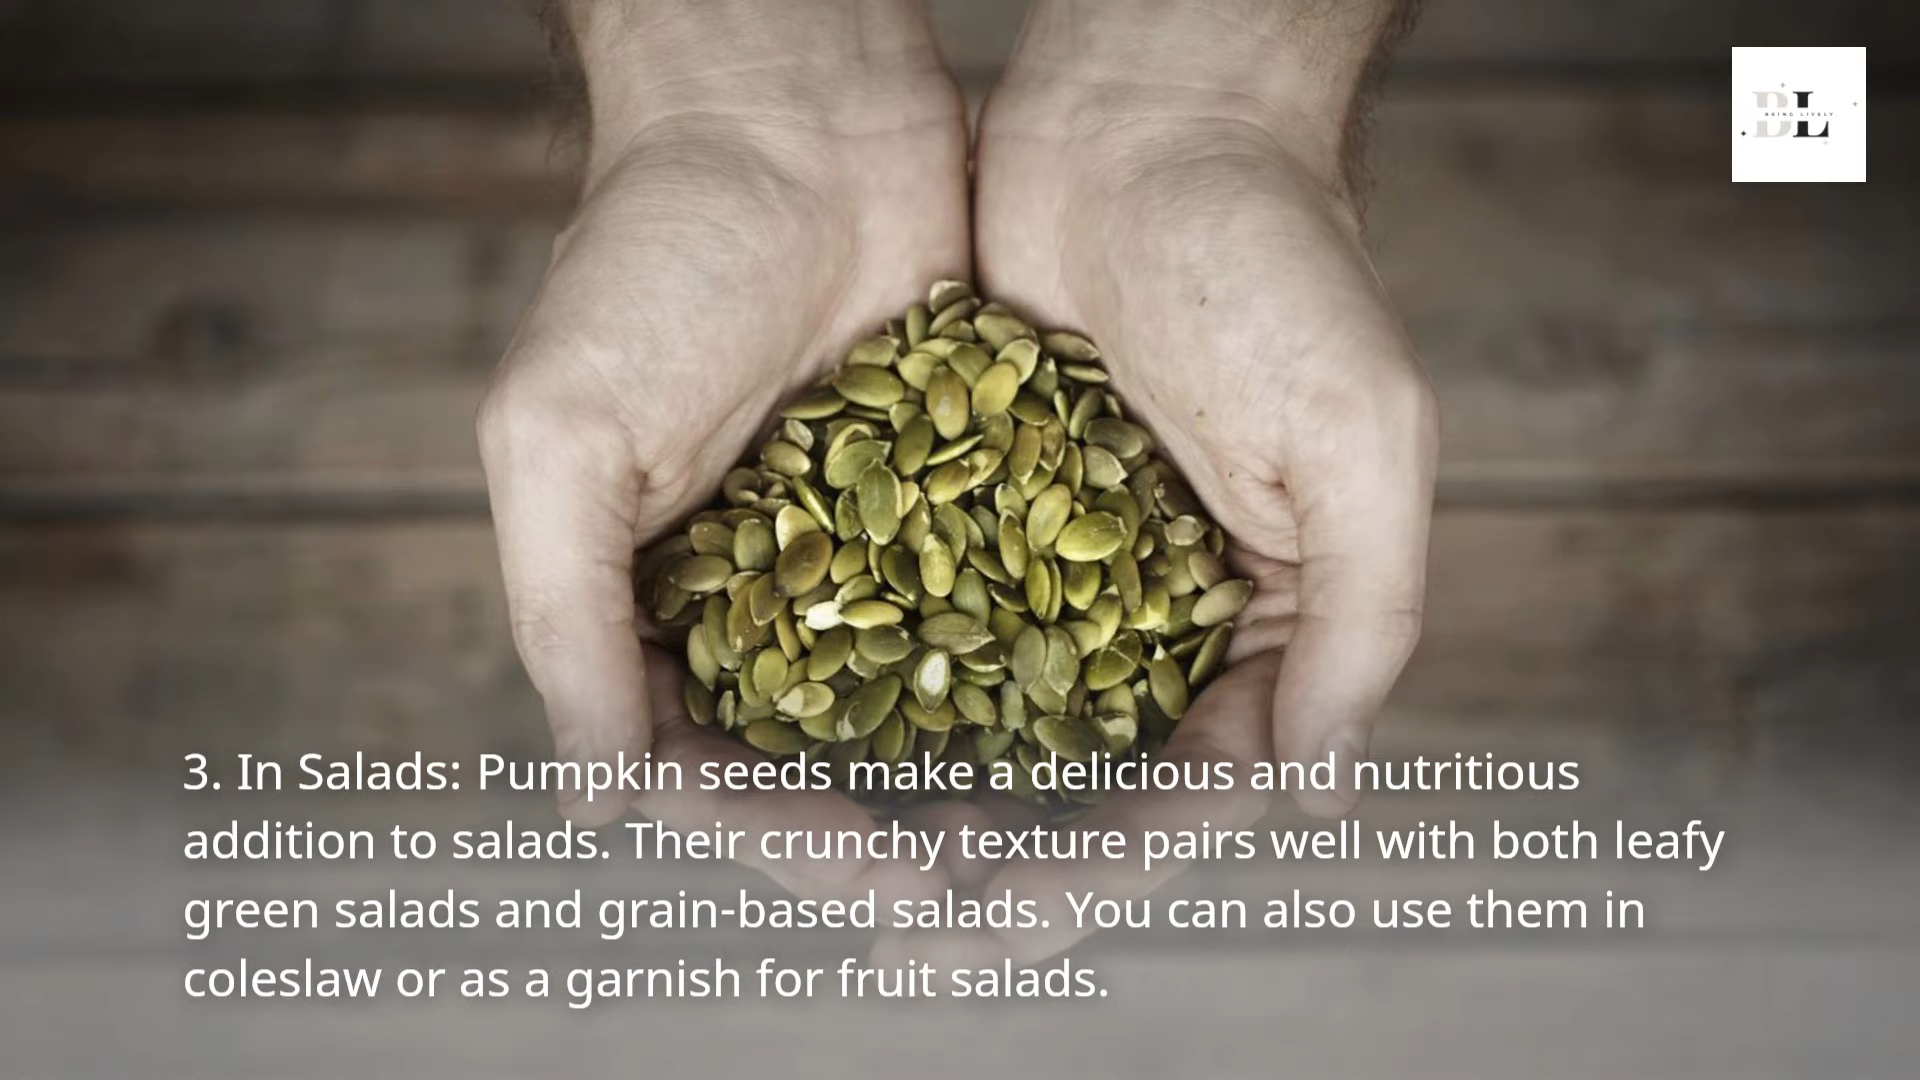 BL
BEING LIVELY
3. In Salads: Pumpkin seeds make a delicious and nutritious
addition to salads. Their crunchy texture pairs well with both leafy
green salads and grain-based salads. You can also use them in
coleslaw or as a garnish for fruit salads.